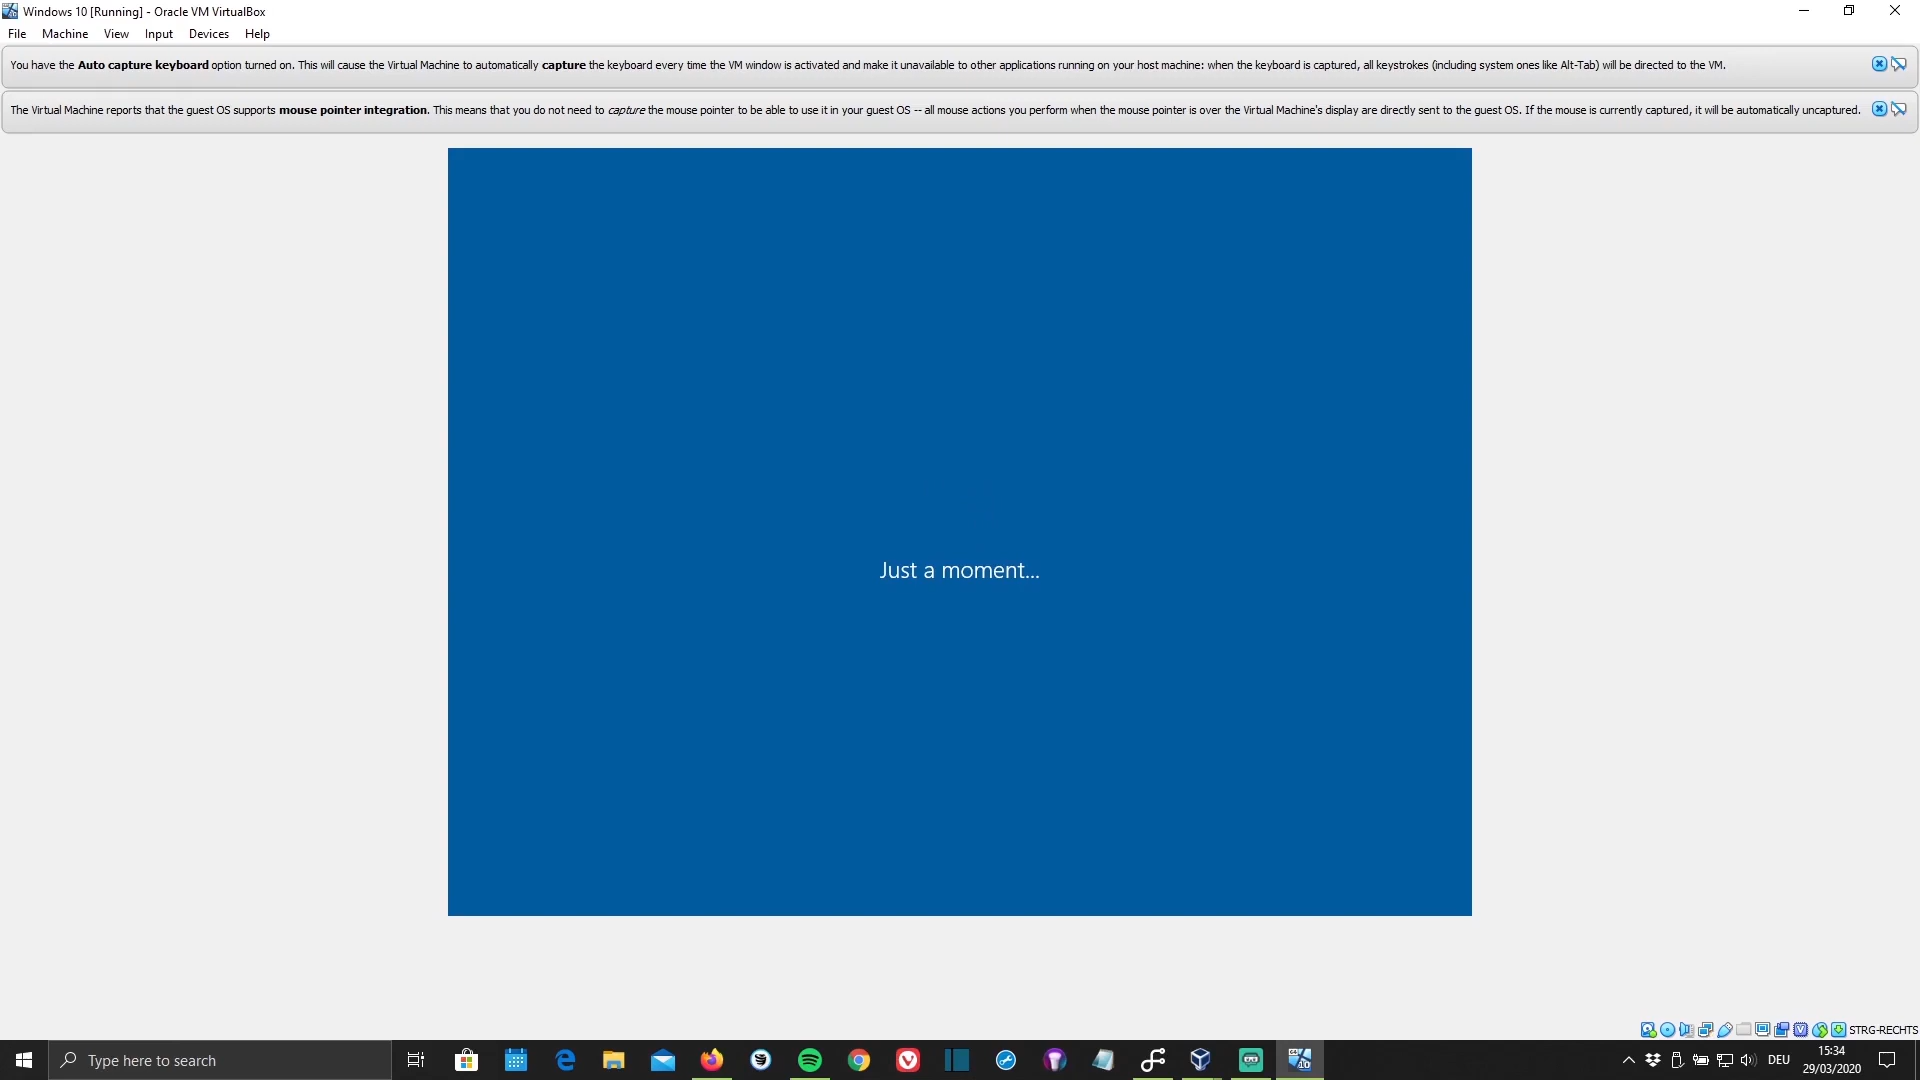 Windows 10 [Running] - Oracle VM VirtualBox
File Machine View Input Devices Help
You have the Auto capture keyboard option turned on. This will cause the Virtual Machine to automatically capture the keyboard every time the VM window is activated and make it unavailable to other applications running on your host machine: when the keyboard is captured, all keystrokes (including system ones like Alt-Tab) will be directed to the VM.
The Virtual Machine reports that the guest OS supports mouse pointer integration. This means that you do not need to capture the mouse pointer to be able to use it in your guest OS -- all mouse actions you perform when the mouse pointer is over the Virtual Machine's display are directly sent to the guest OS. If the mouse is currently captured, it will be automatically uncaptured.
Just a moment...
STRG-RECHTS
Type here to search
DEU
15:34
29/03/2020